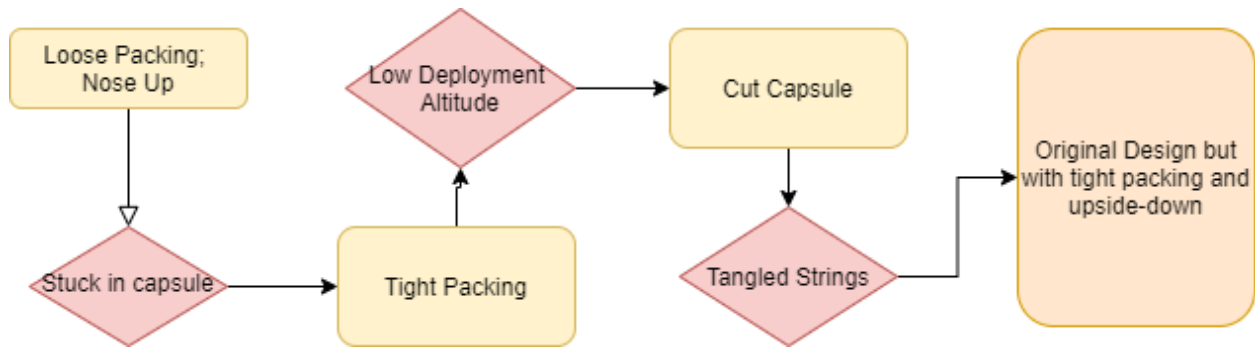 Loose Packing;
Nose Up
Stuck in capsule
Tight Packing
Low Deployment
Altitude
Cut Capsule
Tangled Strings
Original Design but
with tight packing and
upside-down